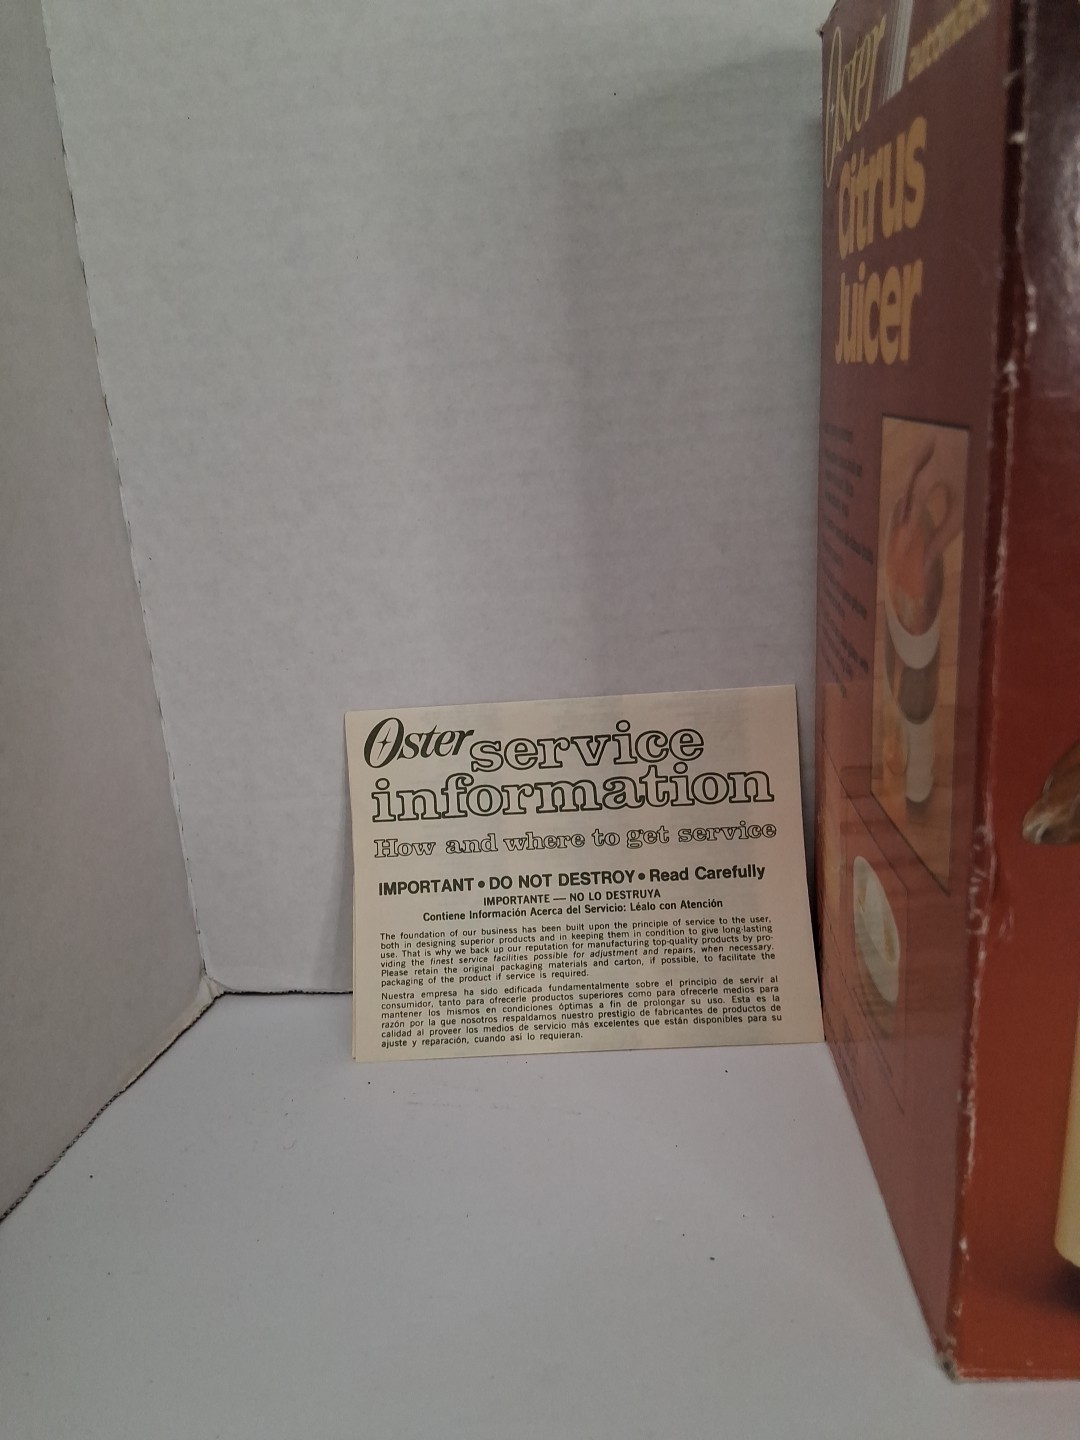 Oster service
information
How and where to get service
IMPORTANT • DO NOT DESTROY • Read Carefully
IMPORTANTE — NO LO DESTRUYA
Contiene Información Acerca del Servicio: Léalo con Atención
The foundation of our business has been built upon the principle of service to the user,
both in designing superior products and in keeping them in condition to give long-lasting
use. That is why we back up our reputation for manufacturing top-quality products by pro-
viding the finest service facilities possible for adjustment and repairs, when necessary.
Please retain the original packaging materials and carton, if possible, to facilitate the
packaging of the product if service is required.
Nuestra empresa ha sido edificada fundamentalmente sobre el principio de servir al
consumidor, tanto para ofrecerle productos superiores como para ofrecerle medios para
mantener los mismos en condiciones óptimas a fin de prolongar su uso. Esta es la
razón por la que nosotros respaldamos nuestro prestigio de fabricantes de productos de
calidad al proveer los medios de servicio más excelentes que están disponibles para su
ajuste y reparación, cuando asi lo requieran.
Oster automatic
Citrus
Juicer